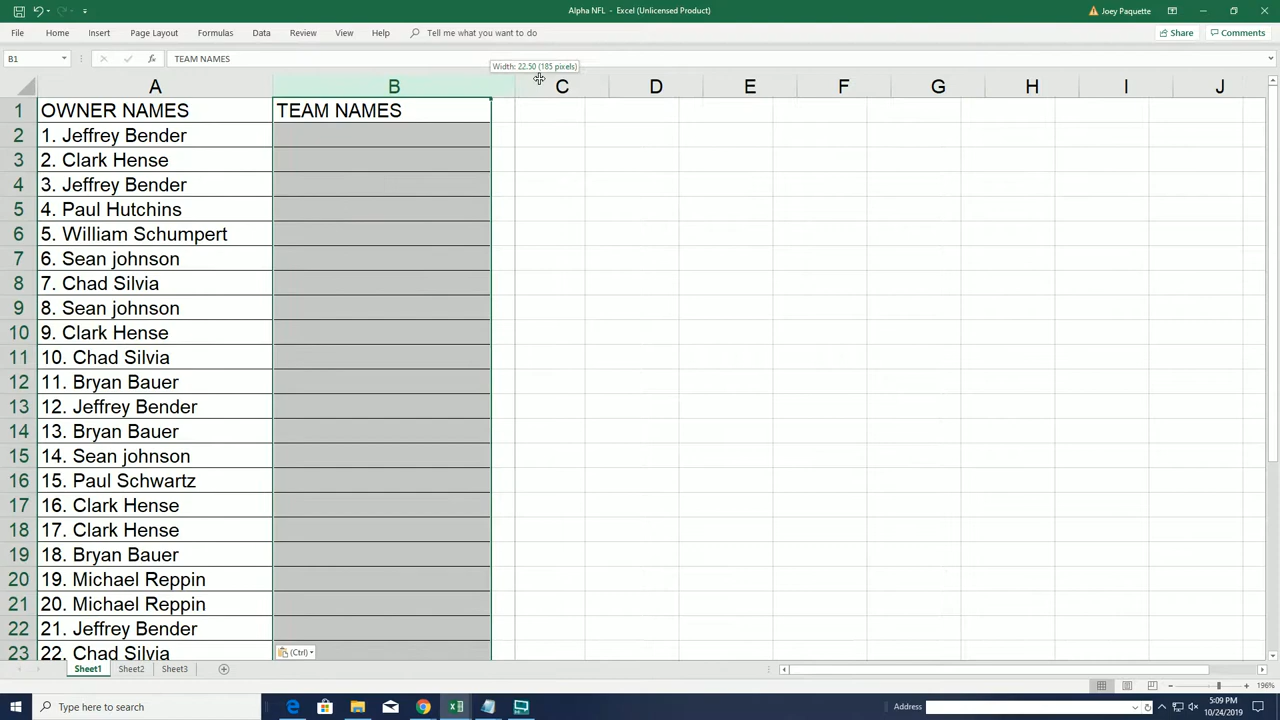 Alpha NFL - Excel (Unlicensed Product)
Joey Paquette
File Home Insert Page Layout Formulas Data Review View Help Tell me what you want to do
Share Comments
B1 fx TEAM NAMES
Width: 22.50 (185 pixels)
A B C D E F G H I J
1 OWNER NAMES TEAM NAMES
2 1. Jeffrey Bender
3 2. Clark Hense
4 3. Jeffrey Bender
5 4. Paul Hutchins
6 5. William Schumpert
7 6. Sean johnson
8 7. Chad Silvia
9 8. Sean johnson
10 9. Clark Hense
11 10. Chad Silvia
12 11. Bryan Bauer
13 12. Jeffrey Bender
14 13. Bryan Bauer
15 14. Sean johnson
16 15. Paul Schwartz
17 16. Clark Hense
18 17. Clark Hense
19 18. Bryan Bauer
20 19. Michael Reppin
21 20. Michael Reppin
22 21. Jeffrey Bender
23 22. Chad Silvia
(Ctrl)
Sheet1 Sheet2 Sheet3
196%
Type here to search
Address
5:09 PM
10/24/2019